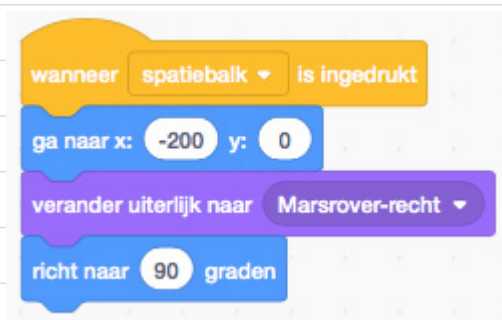 wanneer spatiebalk is ingedrukt
ga naar x: -200 y: 0
verander uiterlijk naar Marsrover-recht
richt naar 90 graden